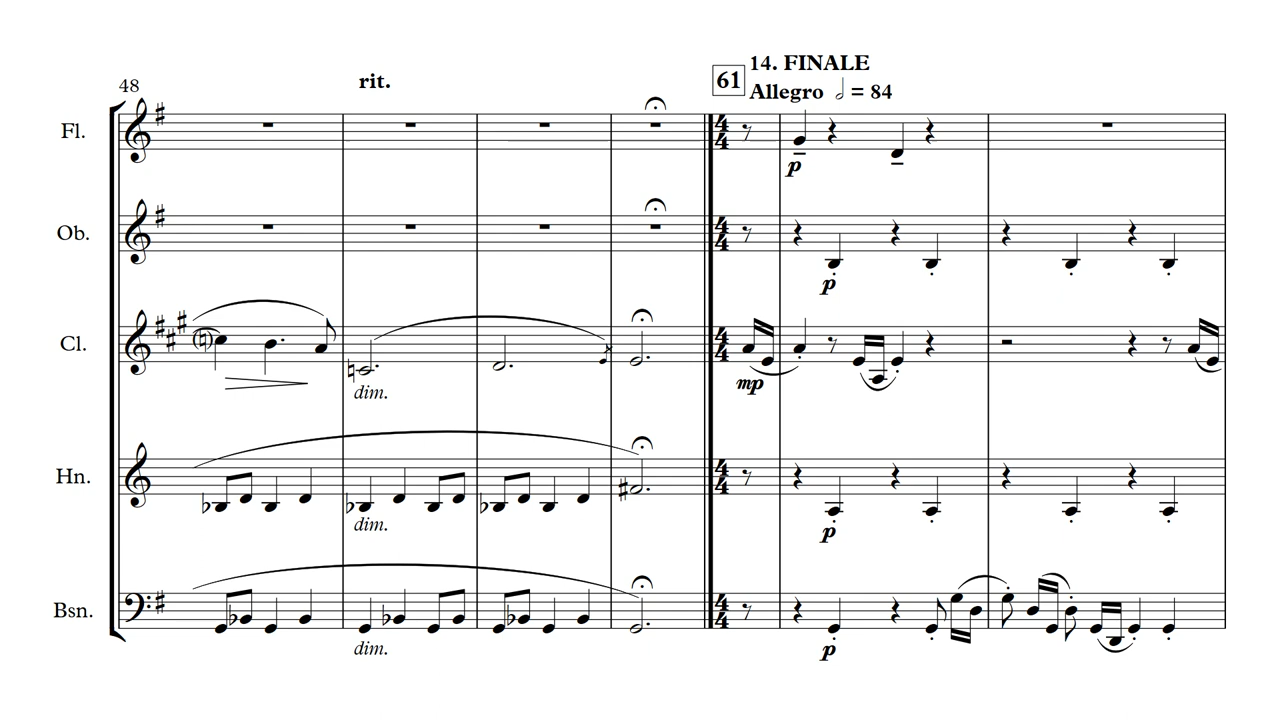 14. FINALE
48
rit.
61
Allegro 𝅗𝅥 = 84
Fl.
p
Ob.
p
Cl.
mp
dim.
Hn.
dim.
p
Bsn.
dim.
p